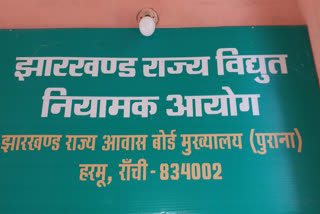 झारखण्ड राज्य विद्युत
नियामक आयोग
झारखण्ड राज्य आवास बोर्ड मुख्यालय (पुराना)
हरमू, राँची - 834002